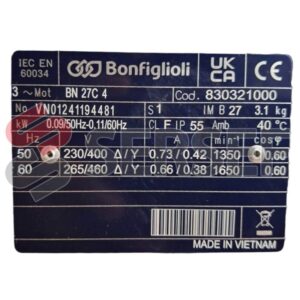 IEC EN
60034
Bonfiglioli
UK
CA
CE
3~Mot BN 27C 4 Cod. 830321000
No VN01241194481 S1 IM B 27 3.1 kg
kW 0.09/50Hz-0.11/60Hz CL F IP 55 Amb 40 °C
Hz V A min-1 cosφ
50 230/400 Δ/Y 0.73/0.42 1350 0.60
60 265/460 Δ/Y 0.66/0.38 1650 0.60
MADE IN VIETNAM